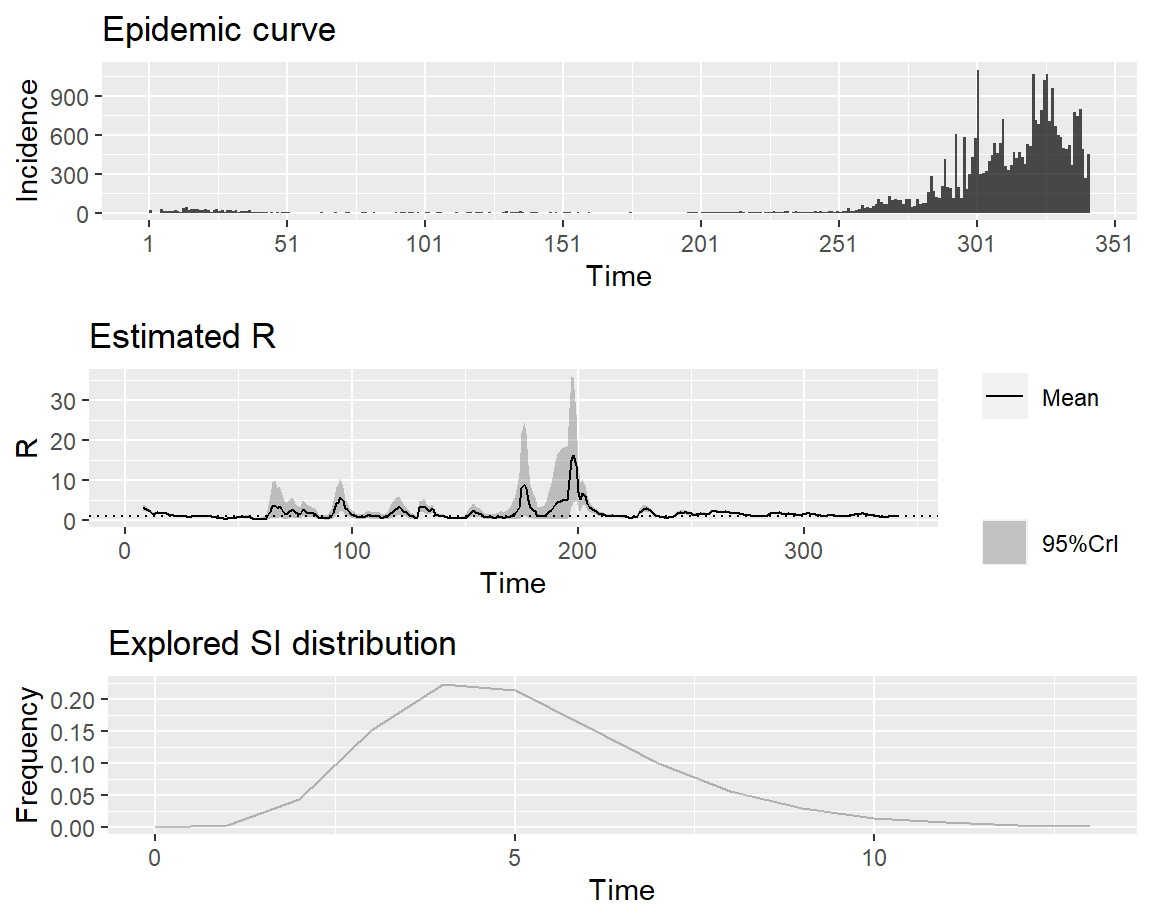 Epidemic curve
Incidence
900
600
300
0
1 51 101 151 201 251 301 351
Time
Estimated R
R
30
20
10
0
0 100 200 300
Time
Mean
95%CrI
Explored SI distribution
Frequency
0.20
0.15
0.10
0.05
0.00
0 5 10
Time